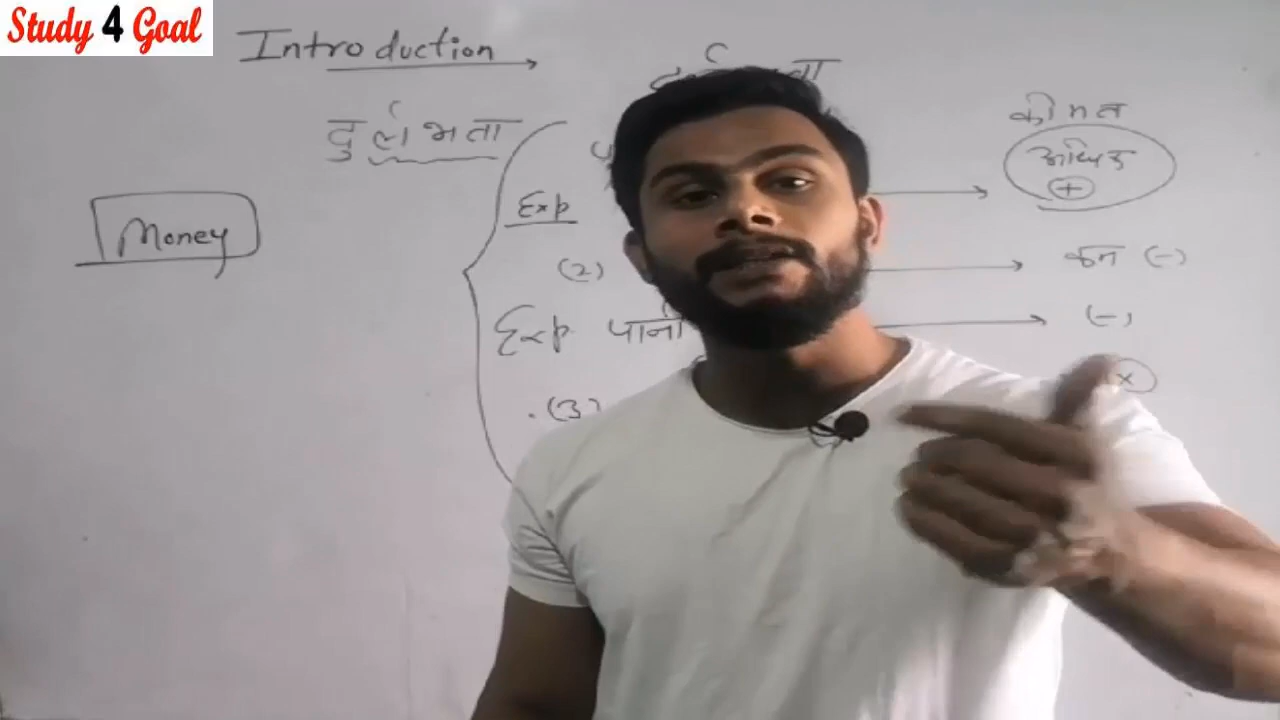 Study 4 Goal
Introduction
दुर्लभता
कीमत
अधिक
(+)
Money
Exp
(2)
कम (-)
Exp पानी
(-)
(3)
(x)